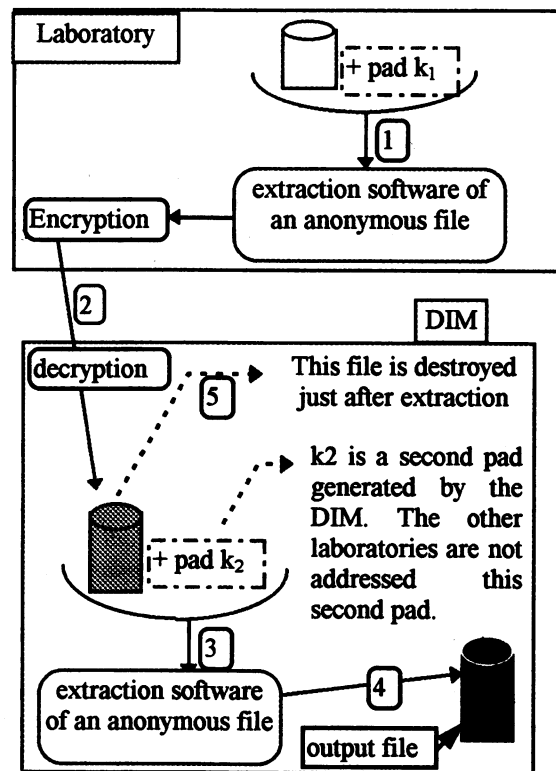 Laboratory
+ pad k1
1
extraction software of
an anonymous file
Encryption
2
DIM
decryption
5
This file is destroyed
just after extraction
k2 is a second pad
generated by the
DIM. The other
laboratories are not
addressed this
second pad.
+ pad k2
3
extraction software
of an anonymous file
4
output file